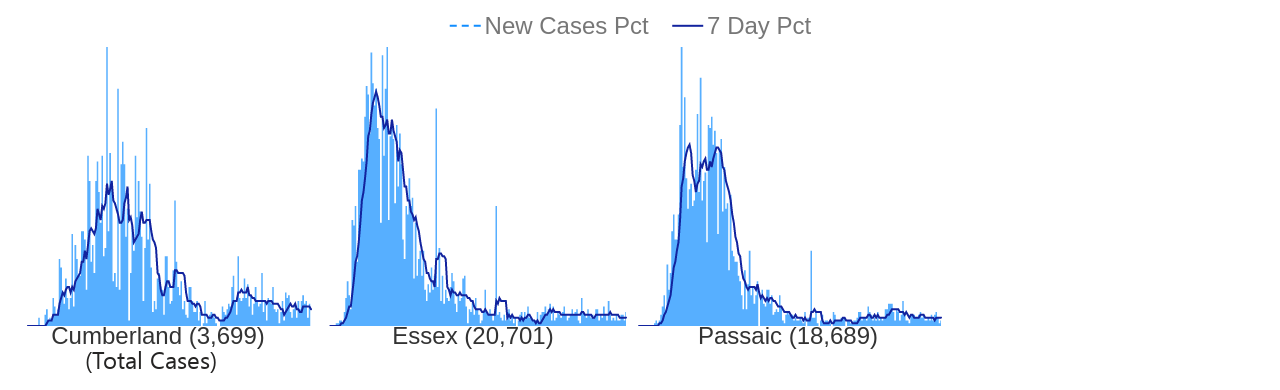 New Cases Pct 7 Day Pct
Cumberland (3,699) Essex (20,701) Passaic (18,689)
(Total Cases)